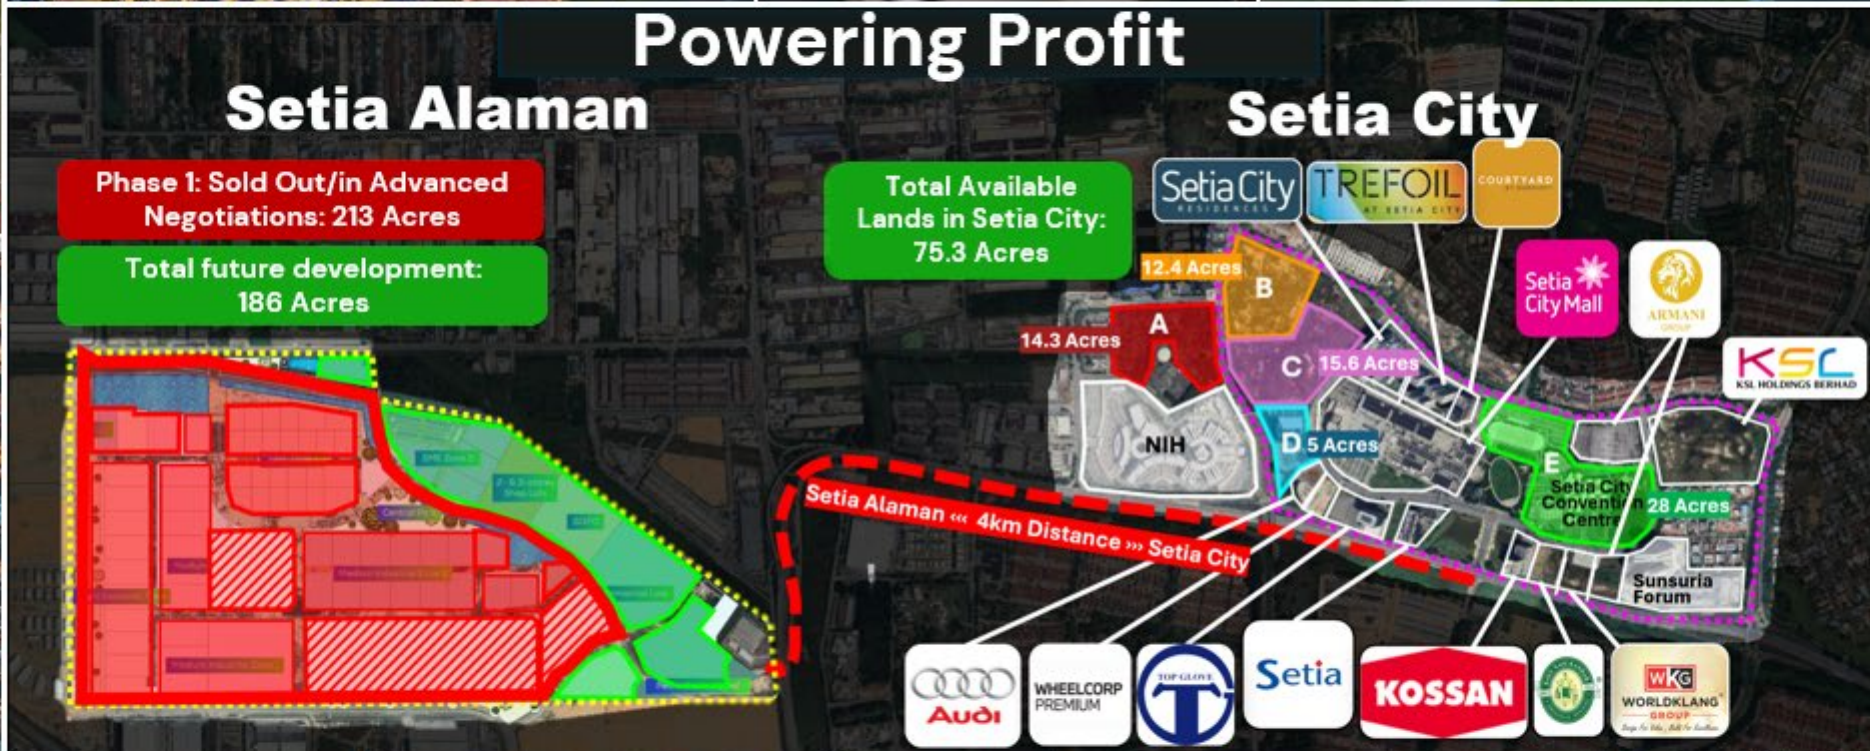 Powering Profit
Setia Alaman
Setia City
Phase 1: Sold Out/in Advanced
Negotiations: 213 Acres
Total future development:
186 Acres
Total Available
Lands in Setia City:
75.3 Acres
Setia City
RESIDENCES
TREFOIL
AT SETIA CITY
COURTYARD
Setia
City Mall
ARMANI
GROUP
KSL
KSL HOLDINGS BERHAD
12.4 Acres
B
A
14.3 Acres
C
15.6 Acres
NIH
D
5 Acres
E
Setia City
Convention
Centre
28 Acres
Setia Alaman ‹‹‹ 4km Distance ››› Setia City
Sunsuria
Forum
Audi
WHEELCORP
PREMIUM
TOP GLOVE
Setia
KOSSAN
WKG
WORLDKLANG
GROUP